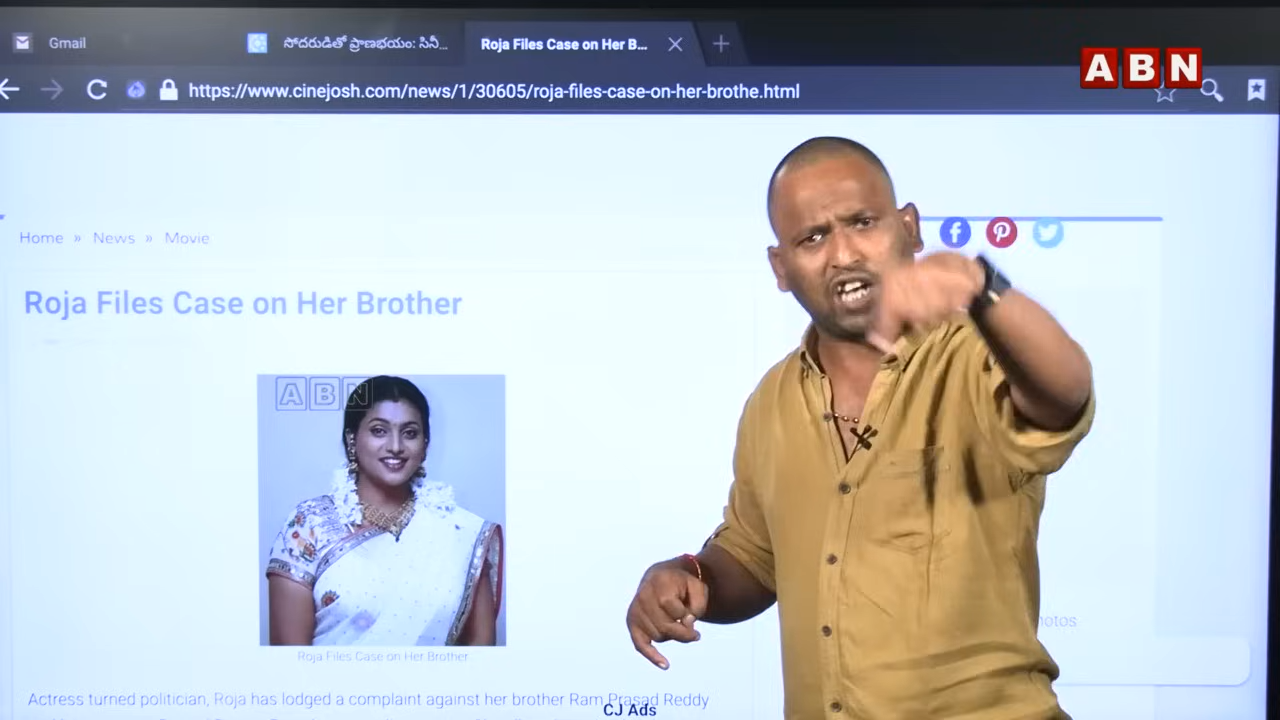 Gmail
సోదరుడితో ప్రాణభయం: సినీ...
Roja Files Case on Her B...
https://www.cinejosh.com/news/1/30605/roja-files-case-on-her-brothe.html
ABN
Home » News » Movie
Roja Files Case on Her Brother
ABN
Roja Files Case on Her Brother
Actress turned politician, Roja has lodged a complaint against her brother Ram Prasad Reddy
CJ Ads
hotos